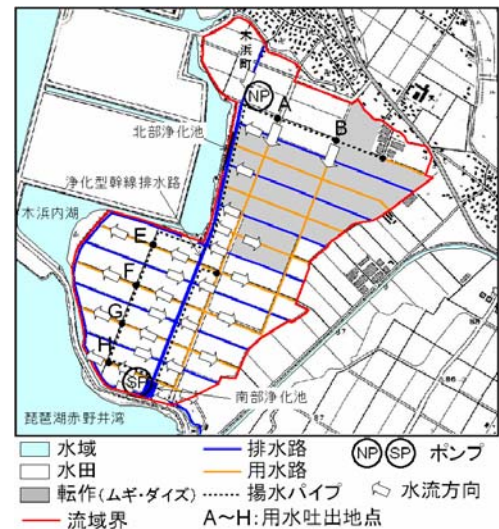 木浜町
NP
A
B
北部浄化池
浄化型幹線排水路
木浜内湖
E
F
G
H
SP
南部浄化池
琵琶湖赤野井湾
水域
水田
転作(ムギ・ダイズ)
流域界
排水路
用水路
揚水パイプ
A~H:用水吐出地点
NP SP ポンプ
水流方向